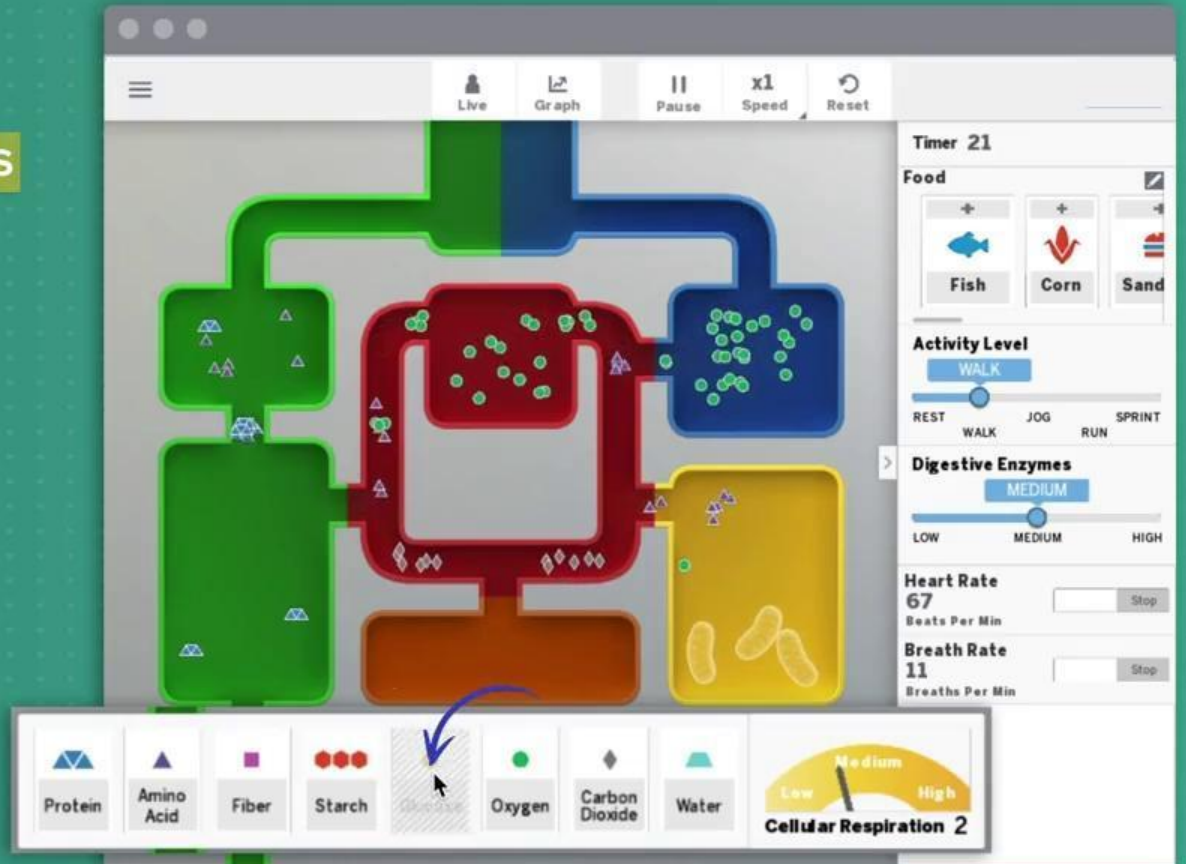 S
Live
Graph
Pause
x1
Speed
Reset
Timer 21
Food
+
+
+
Fish
Corn
Sand
Activity Level
WALK
REST
JOG
SPRINT
WALK
RUN
Digestive Enzymes
MEDIUM
LOW
MEDIUM
HIGH
Heart Rate
67
Stop
Beats Per Min
Breath Rate
11
Stop
Breaths Per Min
Protein
Amino
Acid
Fiber
Starch
Oxygen
Carbon
Dioxide
Water
Low
Medium
High
Cellular Respiration 2